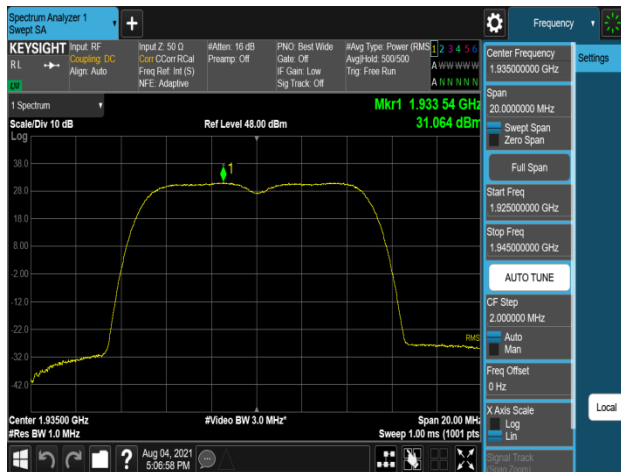 Spectrum Analyzer 1
Swept SA
+
Frequency
KEYSIGHT
RL
Input: RF
Coupling: DC
Align: Auto
Input Z: 50 Ω
Corr CCorr RCal
Freq Ref: Int (S)
NFE: Adaptive
#Atten: 16 dB
Preamp: Off
PNO: Best Wide
Gate: Off
IF Gain: Low
Sig Track: Off
#Avg Type: Power (RMS
Avg|Hold: 500/500
Trig: Free Run
1 2 3 4 5 6
A W W W W W
A N N N N N
1 Spectrum
Scale/Div 10 dB
Log
Ref Level 48.00 dBm
Mkr1 1.933 54 GHz
31.064 dBm
1
38.0
28.0
18.0
8.00
-2.00
-12.0
-22.0
-32.0
-42.0
RMS
Center 1.93500 GHz
#Res BW 1.0 MHz
#Video BW 3.0 MHz*
Span 20.00 MHz
Sweep 1.00 ms (1001 pts
?
Aug 04, 2021
5:06:58 PM
Center Frequency
1.935000000 GHz
Span
20.0000000 MHz
Swept Span
Zero Span
Full Span
Start Freq
1.925000000 GHz
Stop Freq
1.945000000 GHz
AUTO TUNE
CF Step
2.000000 MHz
Auto
Man
Freq Offset
0 Hz
X Axis Scale
Log
Lin
Signal Track
(Span Zoom)
Settings
Local